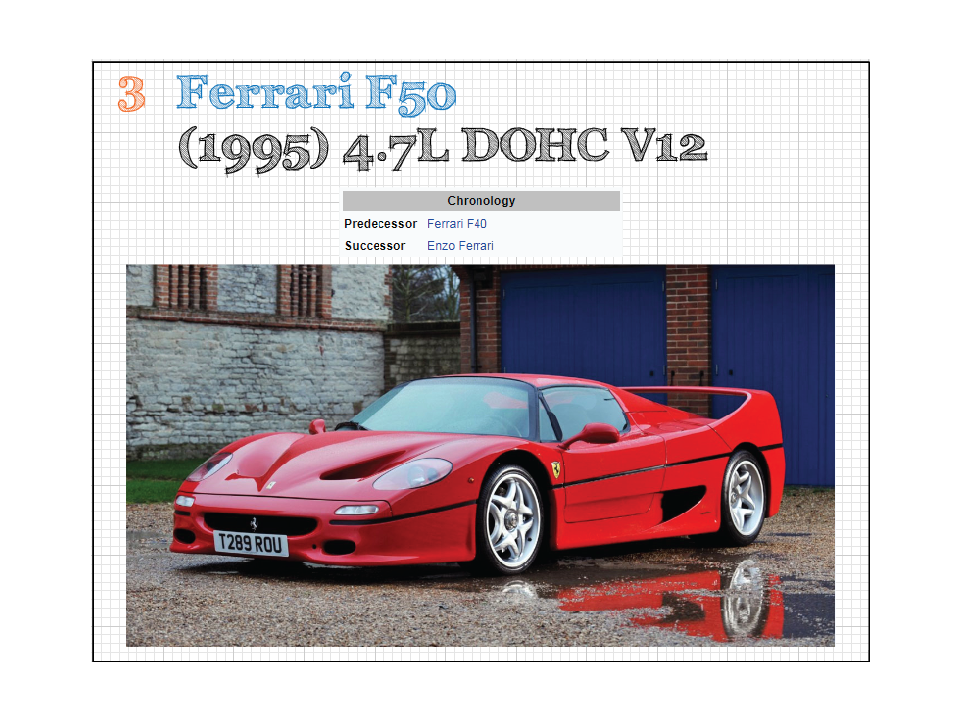 3 Ferrari F50
(1995) 4.7L DOHC V12
Chronology
Predecessor Ferrari F40
Successor Enzo Ferrari
T289 ROU